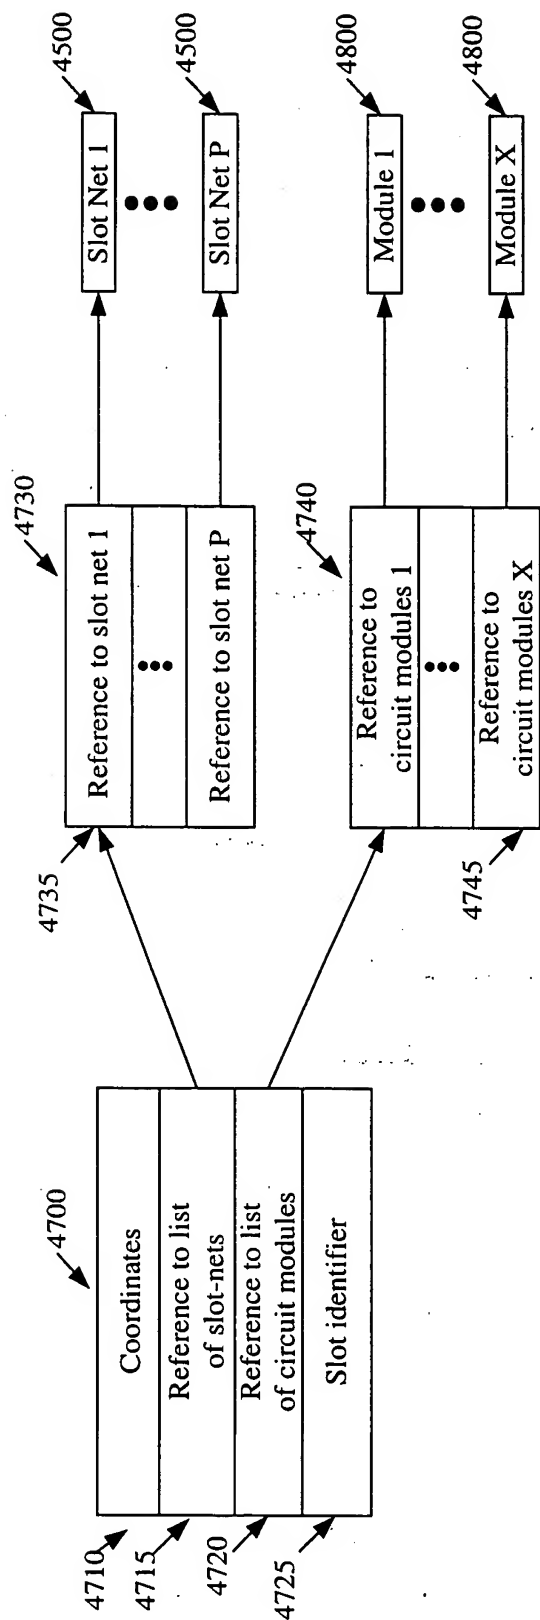 4700
4710
Coordinates
4715
Reference to list
of slot-nets
4720
Reference to list
of circuit modules
4725
Slot identifier
4730
4735
Reference to slot net 1
Reference to slot net P
4740
Reference to
circuit modules 1
4745
Reference to
circuit modules X
4500
Slot Net 1
4500
Slot Net P
4800
Module 1
4800
Module X